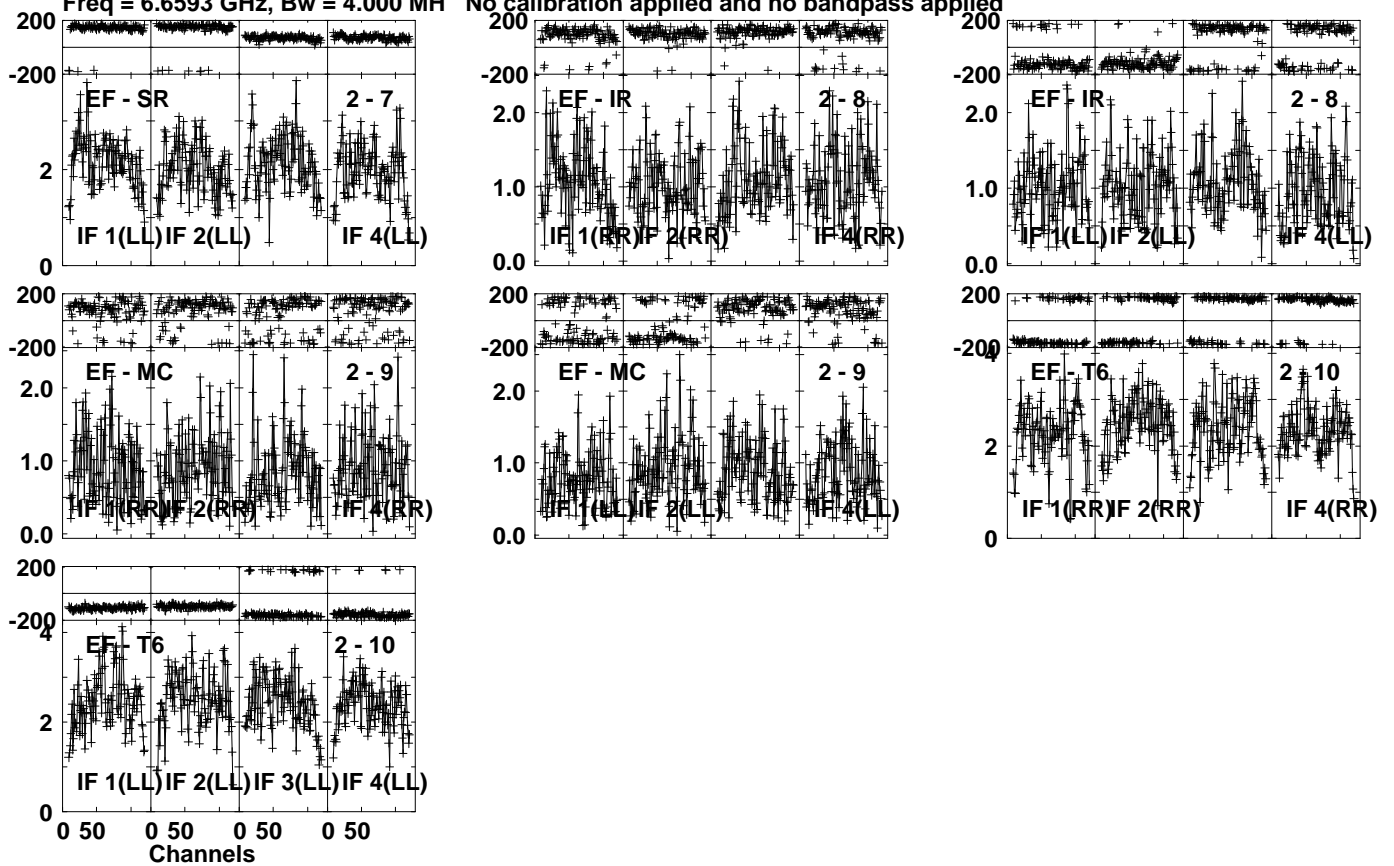 Freq = 6.6593 GHz, Bw = 4.000 MH No calibration applied and no bandpass applied
200
-200
EF - SR 2 - 7
2
IF 1(LL) IF 2(LL) IF 4(LL)
0
200
-200
EF - IR 2 - 8
2.0
1.0
IF 1(RR) IF 2(RR) IF 4(RR)
0.0
200
-200
EF - IR 2 - 8
2.0
1.0
IF 1(LL) IF 2(LL) IF 4(LL)
0.0
200
-200
EF - MC 2 - 9
2.0
1.0
IF 1(RR) IF 2(RR) IF 4(RR)
0.0
200
-200
EF - MC 2 - 9
2.0
1.0
IF 1(LL) IF 2(LL) IF 4(LL)
0.0
200
-200
4
EF - T6 2 - 10
2
IF 1(RR) IF 2(RR) IF 4(RR)
0
200
-200
4
EF - T6 2 - 10
2
IF 1(LL) IF 2(LL) IF 3(LL) IF 4(LL)
0
0 50 0 50 0 50 0 50
Channels